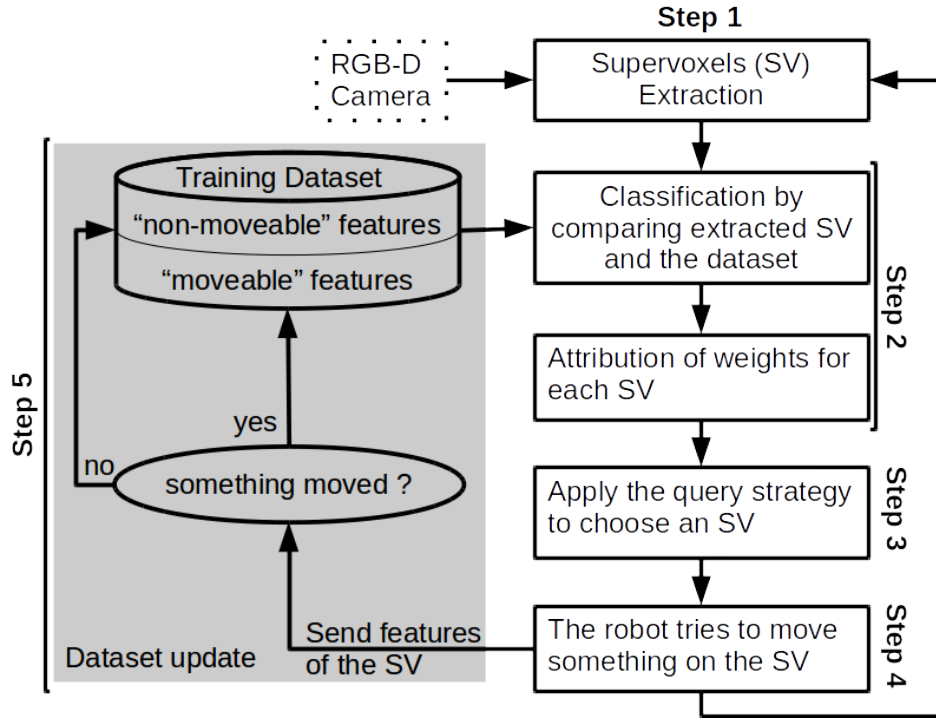 Step 1
RGB-D
Camera
Supervoxels (SV)
Extraction
Training Dataset
“non-moveable” features
“moveable” features
Classification by
comparing extracted SV
and the dataset
Step 2
Attribution of weights for
each SV
Step 5
yes
no
something moved ?
Apply the query strategy
to choose an SV
Step 3
Send features
of the SV
Dataset update
The robot tries to move
something on the SV
Step 4